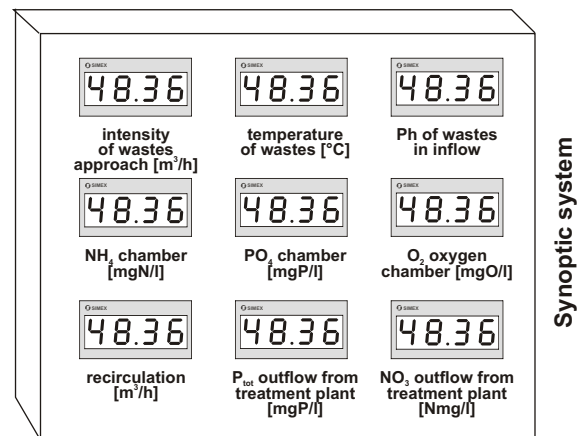 SIMEX SIMEX SIMEX
48.36 48.36 48.36
intensity
of wastes
approach [m³/h]
temperature
of wastes [°C]
Ph of wastes
in inflow
SIMEX SIMEX SIMEX
48.36 48.36 48.36
NH₄ chamber
[mgN/l]
PO₄ chamber
[mgP/l]
O₂ oxygen
chamber [mgO/l]
SIMEX SIMEX SIMEX
48.36 48.36 48.36
recirculation
[m³/h]
Pₜₒₜ outflow from
treatment plant
[mgP/l]
NO₃ outflow from
treatment plant
[Nmg/l]
Synoptic system